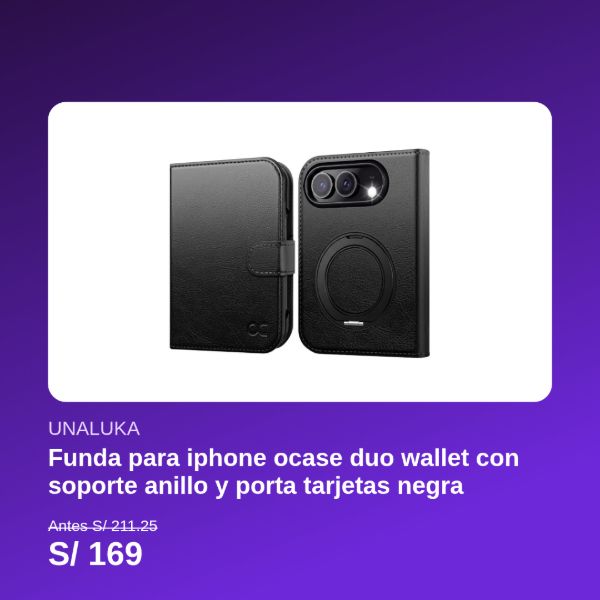 UNALUKA
Funda para iphone ocase duo wallet con
soporte anillo y porta tarjetas negra
Antes S/ 211.25
S/ 169